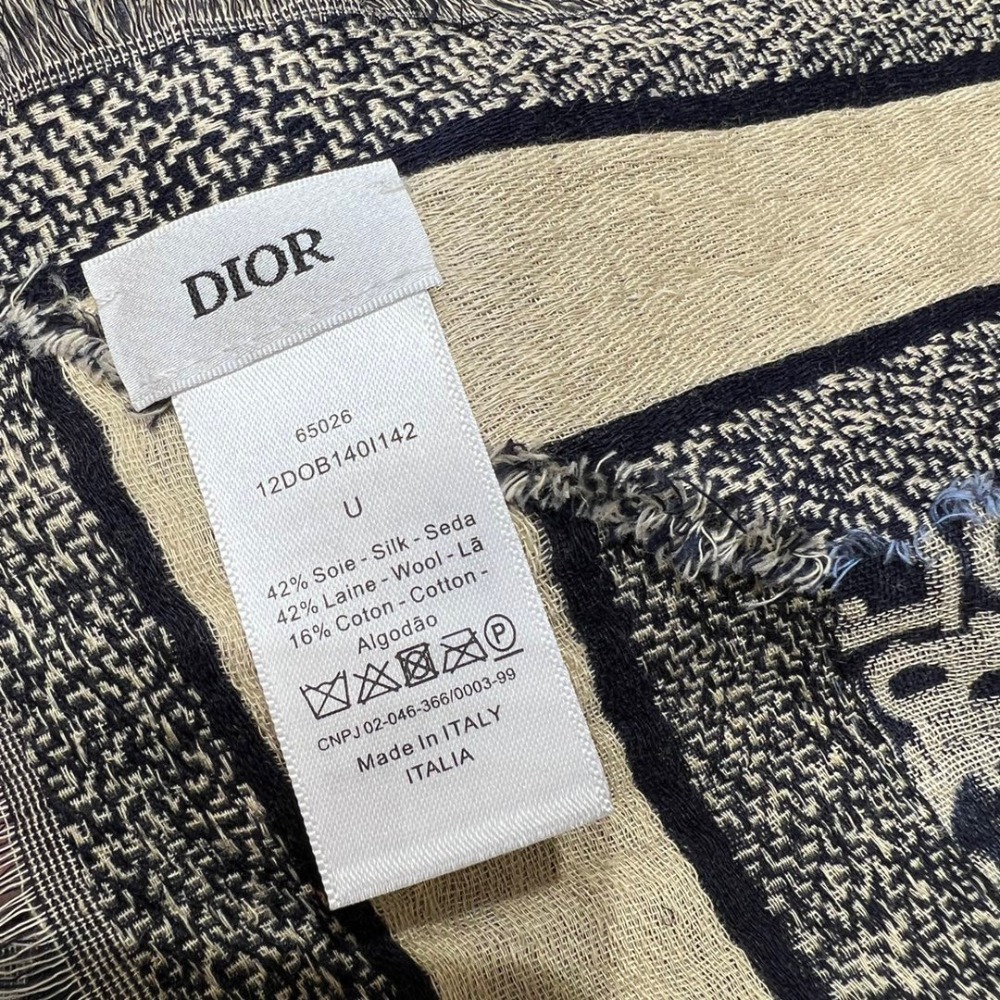 DIOR
65026
12DOB140I142
U
42% Soie - Silk - Seda
42% Laine - Wool - Lã
16% Coton - Cotton -
Algodão
P
CNPJ 02-046-366/0003-99
Made In ITALY
ITALIA